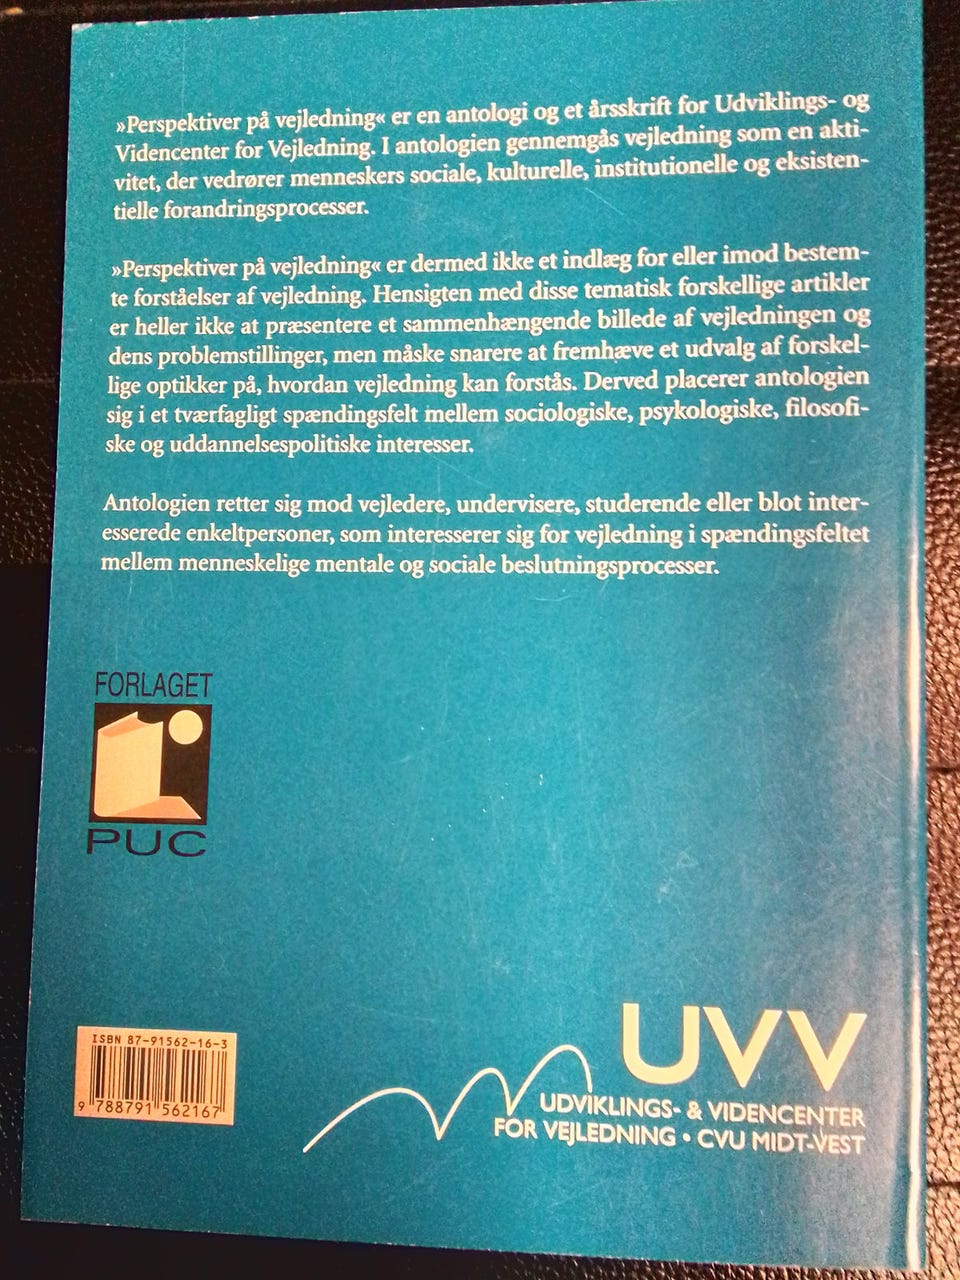 »Perspektiver på vejledning« er en antologi og et årsskrift for Udviklings- og
Videncenter for Vejledning. I antologien gennemgås vejledning som en akti-
vitet, der vedrører menneskers sociale, kulturelle, institutionelle og eksisten-
tielle forandringsprocesser.
»Perspektiver på vejledning« er dermed ikke et indlæg for eller imod bestem-
te forståelser af vejledning. Hensigten med disse tematisk forskellige artikler
er heller ikke at præsentere et sammenhængende billede af vejledningen og
dens problemstillinger, men måske snarere at fremhæve et udvalg af forskel-
lige optikker på, hvordan vejledning kan forstås. Derved placerer antologien
sig i et tværfagligt spændingsfelt mellem sociologiske, psykologiske, filosofi-
ske og uddannelsespolitiske interesser.
Antologien retter sig mod vejledere, undervisere, studerende eller blot inter-
esserede enkeltpersoner, som interesserer sig for vejledning i spændingsfeltet
mellem menneskelige mentale og sociale beslutningsprocesser.
FORLAGET
PUC
ISBN 87-91562-16-3
9 788791 562167
UVV
UDVIKLINGS- & VIDENCENTER
FOR VEJLEDNING • CVU MIDT-VEST